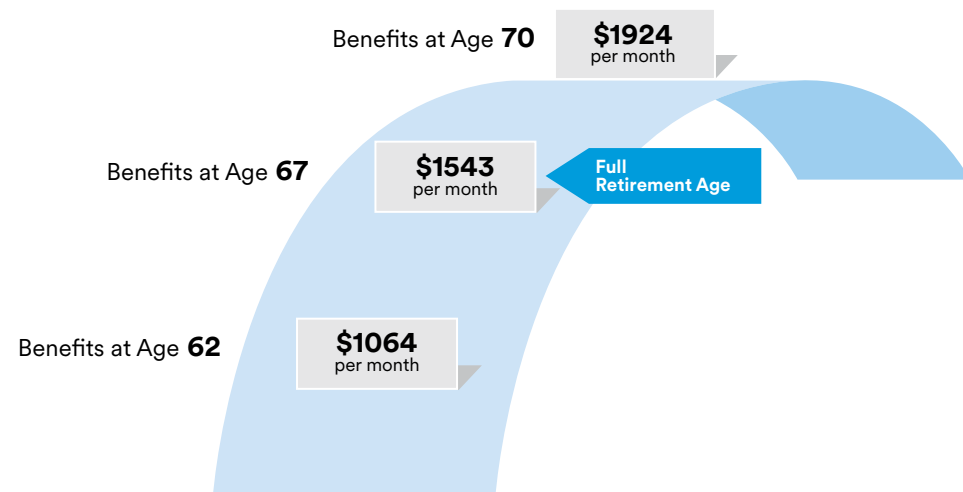 Benefits at Age 70
$1924
per month
Benefits at Age 67
$1543
per month
Full
Retirement Age
Benefits at Age 62
$1064
per month